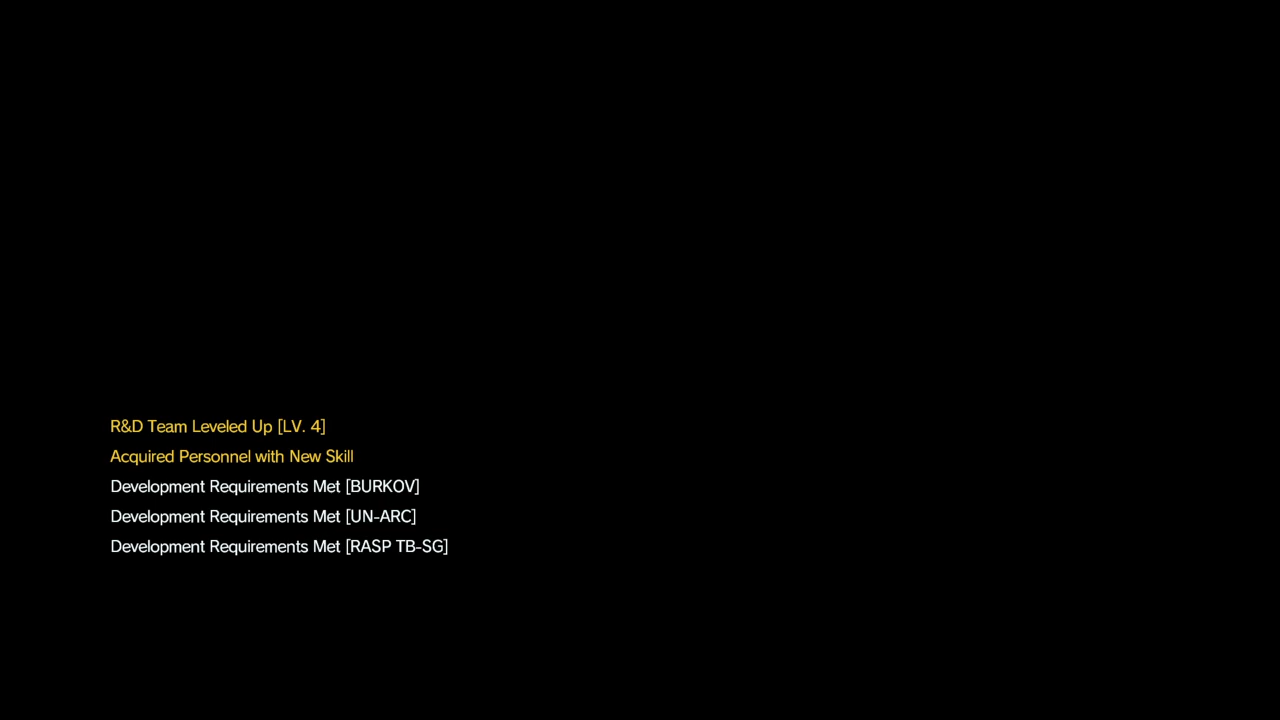 R&D Team Leveled Up [LV. 4]
Acquired Personnel with New Skill
Development Requirements Met [BURKOV]
Development Requirements Met [UN-ARC]
Development Requirements Met [RASP TB-SG]